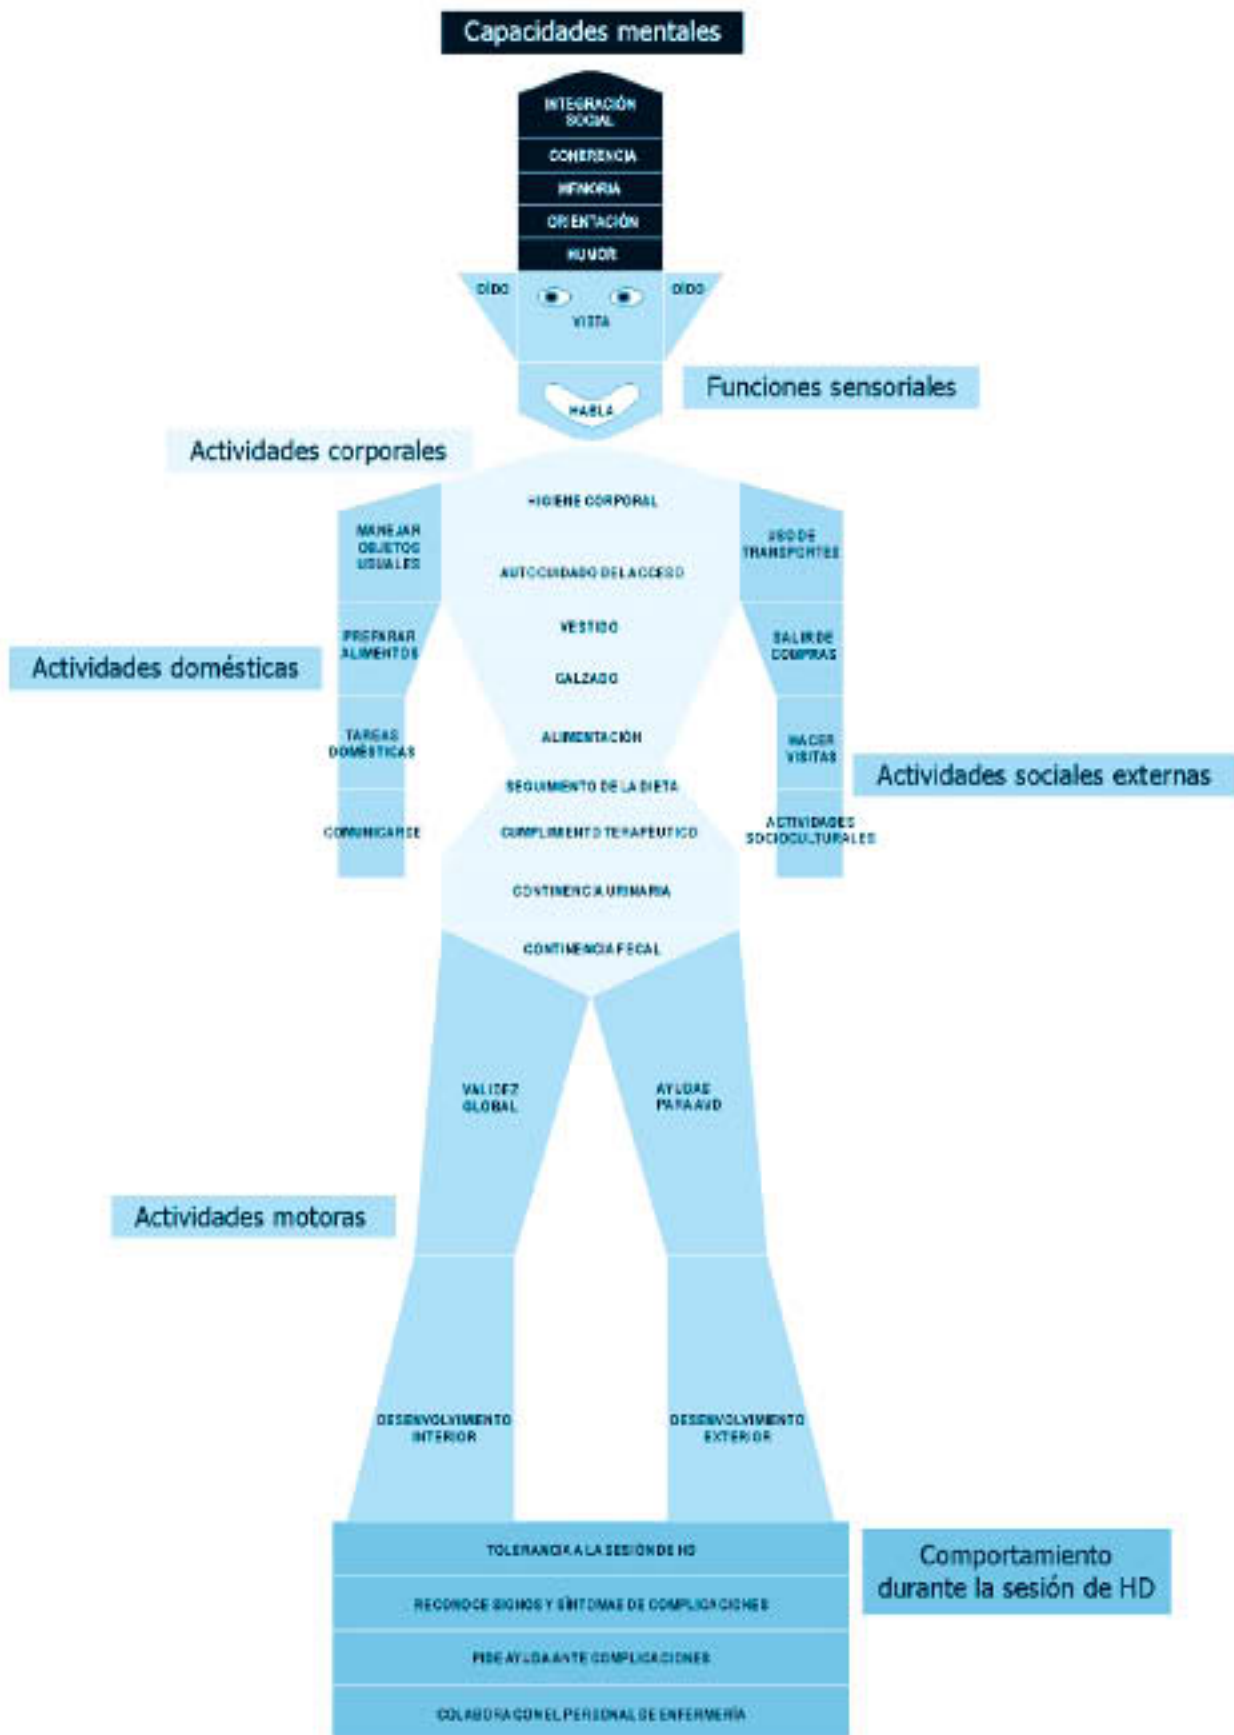 Capacidades mentales
INTEGRACIÓN
SOCIAL
COHERENCIA
MEMORIA
ORIENTACIÓN
HUMOR
OÍDO
OÍDO
VISTA
HABLA
Funciones sensoriales
Actividades corporales
HIGIENE CORPORAL
AUTOCUIDADO DEL ACCESO
VESTIDO
CALZADO
ALIMENTACIÓN
SEGUIMIENTO DE LA DIETA
CUMPLIMIENTO TERAPÉUTICO
CONTINENCIA URINARIA
CONTINENCIA FECAL
MANEJAR
OBJETOS
USUALES
PREPARAR
ALIMENTOS
TAREAS
DOMÉSTICAS
COMUNICARSE
Actividades domésticas
USO DE
TRANSPORTES
SALIR DE
COMPRAS
HACER
VISITAS
ACTIVIDADES
SOCIOCULTURALES
Actividades sociales externas
VALIDEZ
GLOBAL
AYUDAS
PARA AVD
Actividades motoras
DESENVOLVIMIENTO
INTERIOR
DESENVOLVIMIENTO
EXTERIOR
TOLERANCIA A LA SESIÓN DE HD
RECONOCE SIGNOS Y SÍNTOMAS DE COMPLICACIONES
PIDE AYUDA ANTE COMPLICACIONES
COLABORA CON EL PERSONAL DE ENFERMERÍA
Comportamiento
durante la sesión de HD